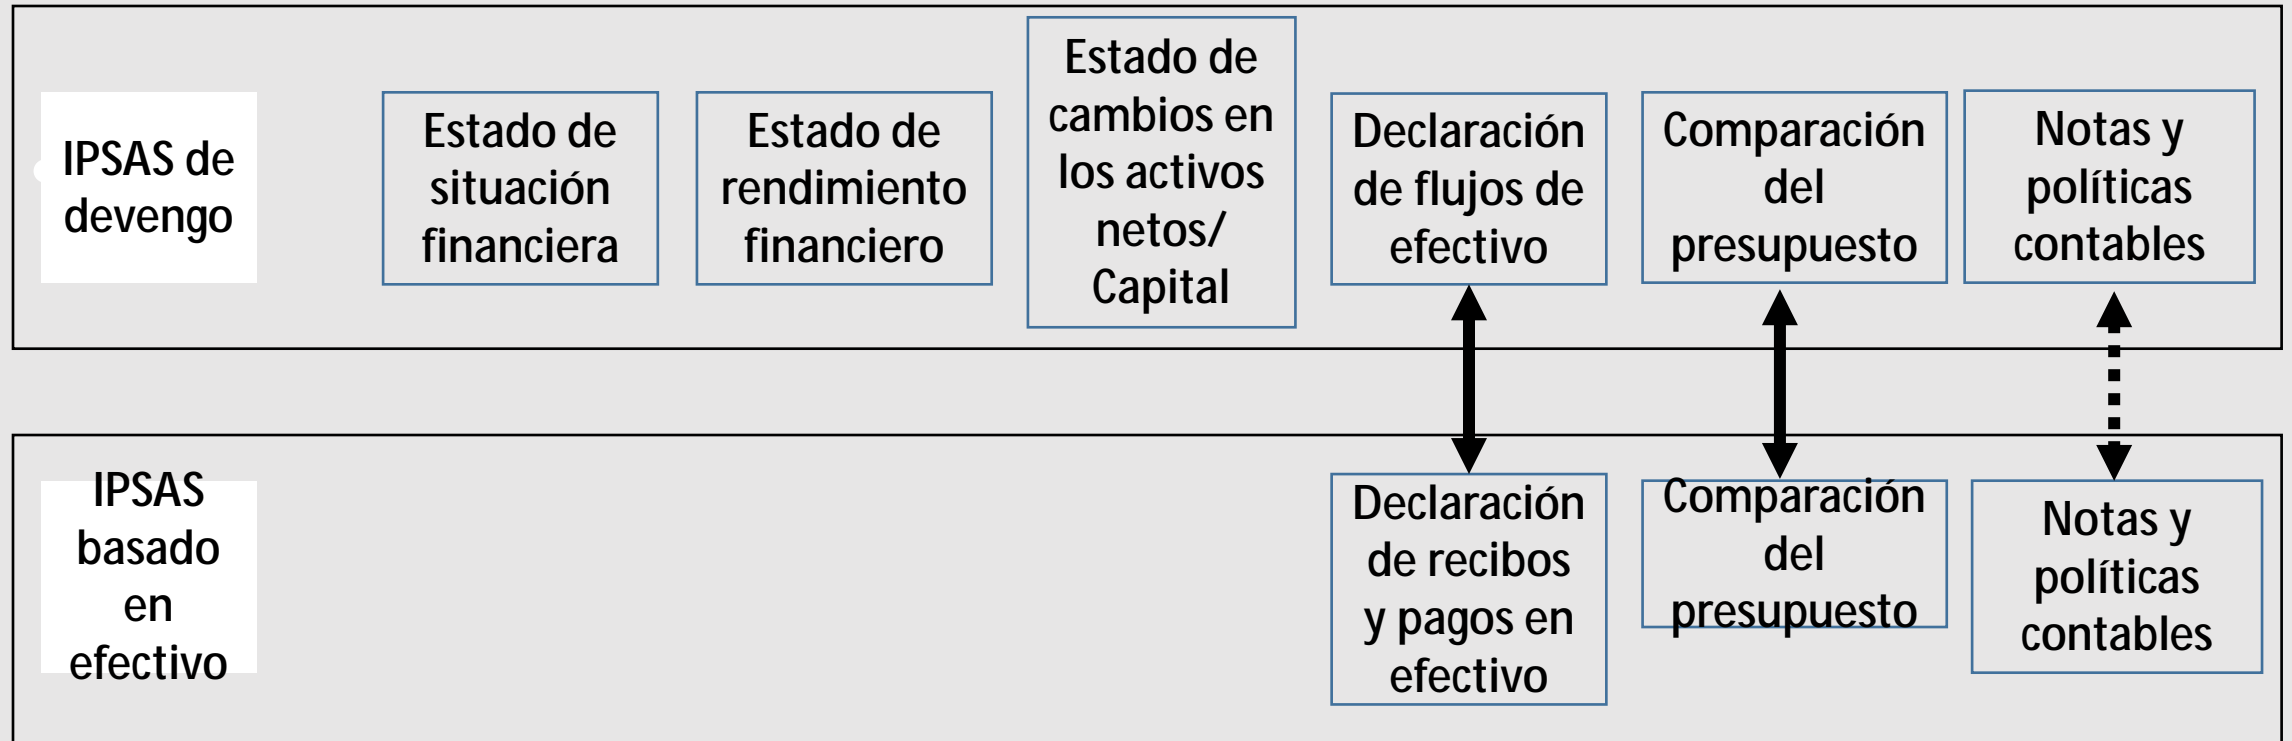 IPSAS de
devengo
Estado de
situación
financiera
Estado de
rendimiento
financiero
Estado de
cambios en
los activos
netos/
Capital
Declaración
de flujos de
efectivo
Comparación
del
presupuesto
Notas y
políticas
contables
IPSAS
basado
en
efectivo
Declaración
de recibos
y pagos en
efectivo
Comparación
del
presupuesto
Notas y
políticas
contables